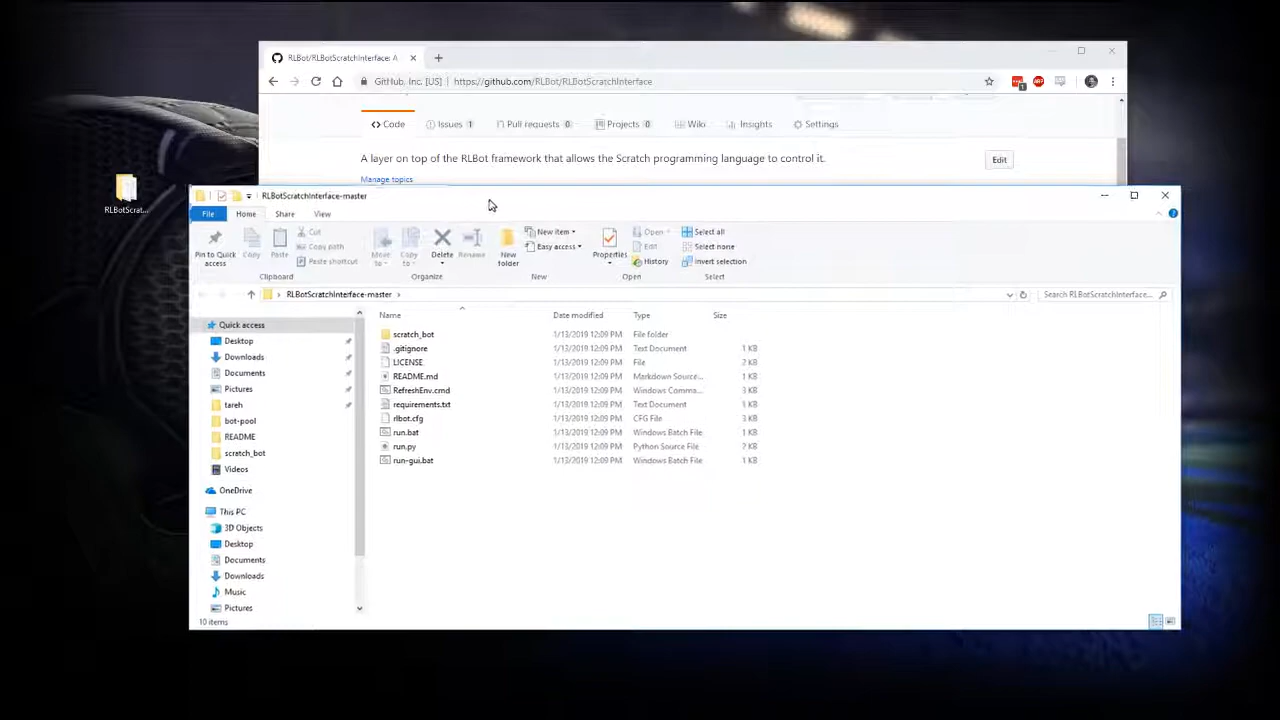 RLBot/RLBotScratchInterface: A
GitHub, Inc. [US] | https://github.com/RLBot/RLBotScratchInterface
1
ABP
Code Issues 1 Pull requests 0 Projects 0 Wiki Insights Settings
A layer on top of the RLBot framework that allows the Scratch programming language to control it.
Edit
Manage topics
RLBotScrat...
RLBotScratchInterface-master
File Home Share View
Pin to Quick access
Copy
Paste
Cut
Copy path
Paste shortcut
Clipboard
Move to
Copy to
Delete
Rename
Organize
New folder
New item
Easy access
New
Properties
Open
Edit
History
Open
Select all
Select none
Invert selection
Select
RLBotScratchInterface-master
Search RLBotScratchInterface...
Quick access
Desktop
Downloads
Documents
Pictures
tareh
bot-pool
README
scratch_bot
Videos
OneDrive
This PC
3D Objects
Desktop
Documents
Downloads
Music
Pictures
Name Date modified Type Size
scratch_bot 1/13/2019 12:09 PM File folder
.gitignore 1/13/2019 12:09 PM Text Document 1 KB
LICENSE 1/13/2019 12:09 PM File 2 KB
README.md 1/13/2019 12:09 PM Markdown Source... 2 KB
RefreshEnv.cmd 1/13/2019 12:09 PM Windows Comma... 3 KB
requirements.txt 1/13/2019 12:09 PM Text Document 1 KB
rlbot.cfg 1/13/2019 12:09 PM CFG File 3 KB
run.bat 1/13/2019 12:09 PM Windows Batch File 1 KB
run.py 1/13/2019 12:09 PM Python Source File 2 KB
run-gui.bat 1/13/2019 12:09 PM Windows Batch File 1 KB
10 items